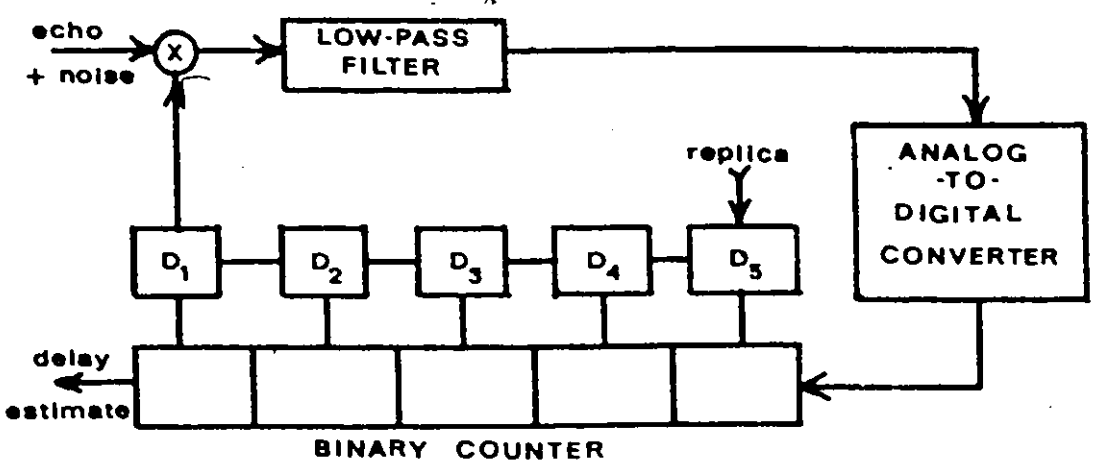 echo
+ noise
X
LOW-PASS
FILTER
replica
ANALOG
-TO-
DIGITAL
CONVERTER
D1
D2
D3
D4
D5
delay
estimate
BINARY COUNTER